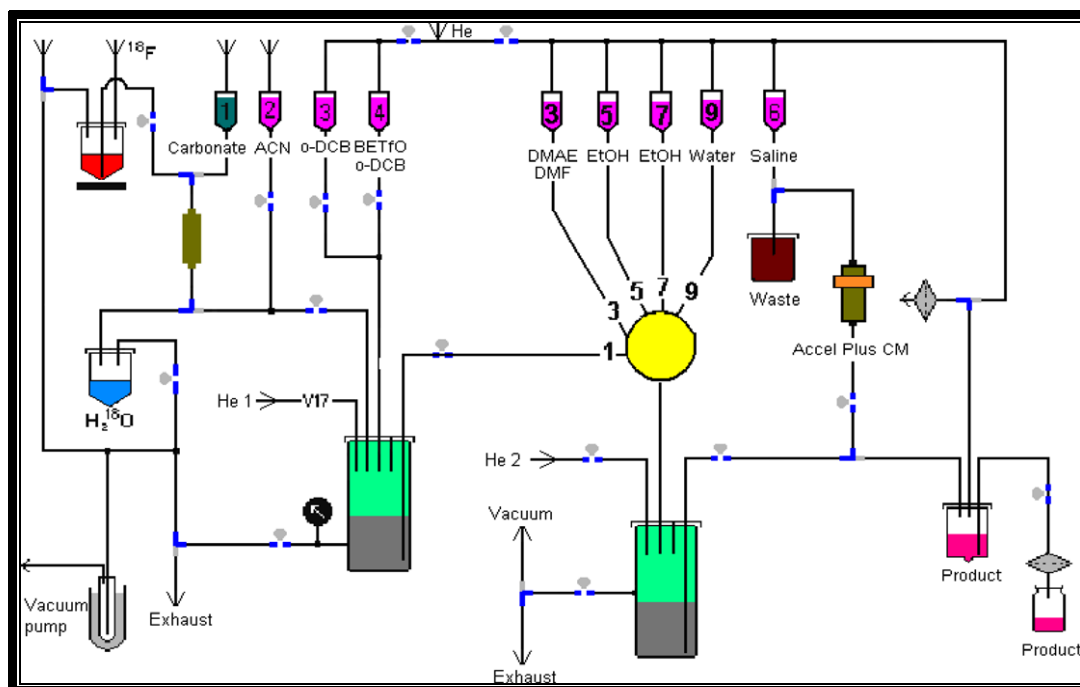 ¹⁸F
He
1
2
3
4
3
5
7
9
6
Carbonate
ACN
o-DCB
BETfO
o-DCB
DMAE
DMF
EtOH
EtOH
Water
Saline
Waste
3
5
7
9
1
Accel Plus CM
H₂¹⁸O
He 1
V17
He 2
Vacuum
Exhaust
Vacuum
pump
Exhaust
Product
Product